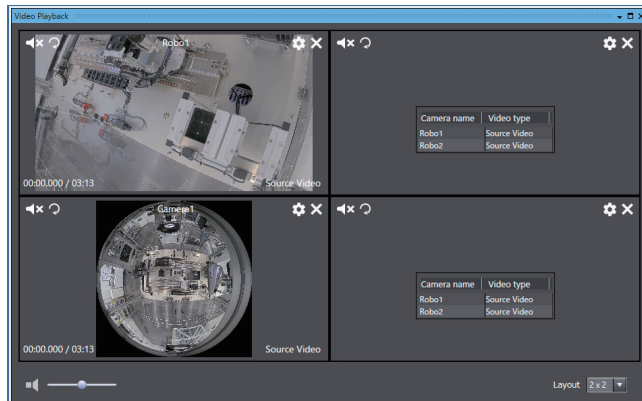 Video Playback
Robo1
00:00.000 / 03:13
Source Video
Camera name Video type
Robo1 Source Video
Robo2 Source Video
Camera1
00:00.000 / 03:13
Source Video
Camera name Video type
Robo1 Source Video
Robo2 Source Video
Layout 2 x 2